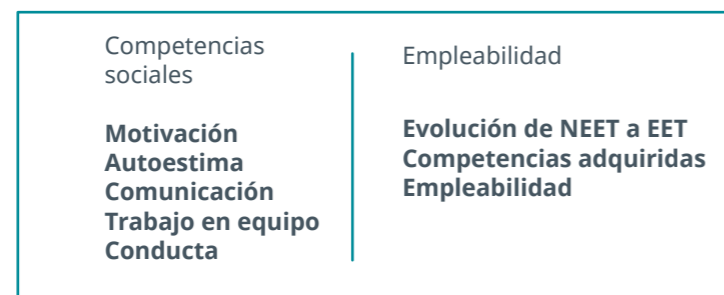 Competencias
sociales
Motivación
Autoestima
Comunicación
Trabajo en equipo
Conducta
Empleabilidad
Evolución de NEET a EET
Competencias adquiridas
Empleabilidad